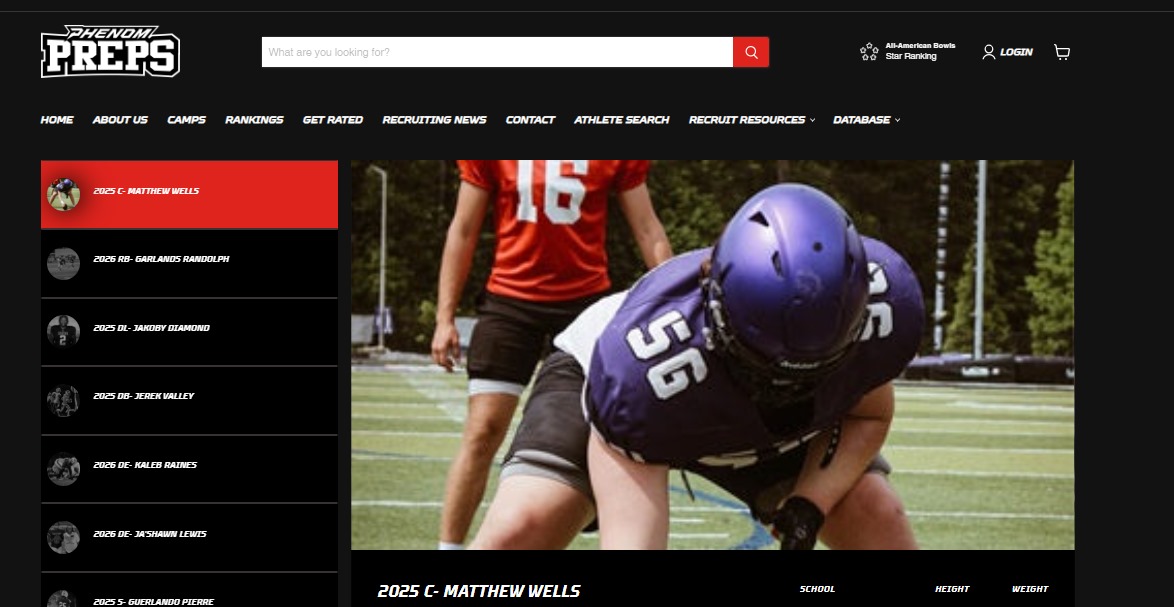 PHENOM
PREPS
What are you looking for?
All-American Bowls
Star Ranking
LOGIN
HOME ABOUT US CAMPS RANKINGS GET RATED RECRUITING NEWS CONTACT ATHLETE SEARCH RECRUIT RESOURCES DATABASE
2025 C- MATTHEW WELLS
2026 RB- GARLANDS RANDOLPH
2025 OL- JAKOBY DIAMOND
2025 DB- JEREK VALLEY
2026 DE- KALEB RAINES
2026 DE- JA'SHAWN LEWIS
2025 S- GUERLANDO PIERRE
16
56
56
2025 C- MATTHEW WELLS SCHOOL HEIGHT WEIGHT